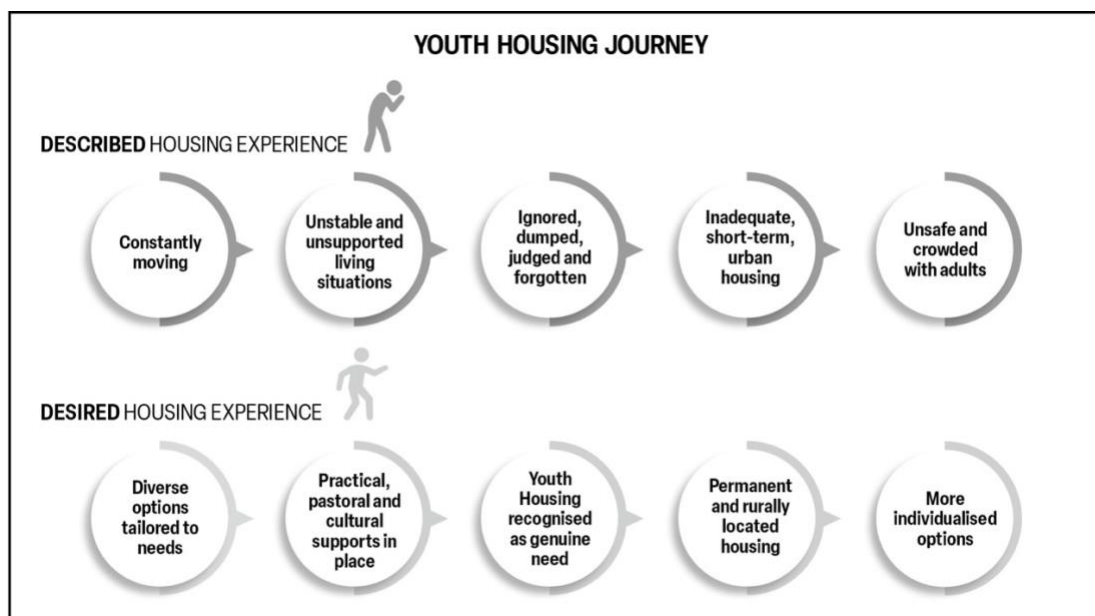 YOUTH HOUSING JOURNEY
DESCRIBED HOUSING EXPERIENCE
Constantly
moving
Unstable and
unsupported
living
situations
Ignored,
dumped,
judged and
forgotten
Inadequate,
short-term,
urban
housing
Unsafe and
crowded
with adults
DESIRED HOUSING EXPERIENCE
Diverse
options
tailored to
needs
Practical,
pastoral and
cultural
supports in
place
Youth
Housing
recognised
as genuine
need
Permanent
and rurally
located
housing
More
individualised
options